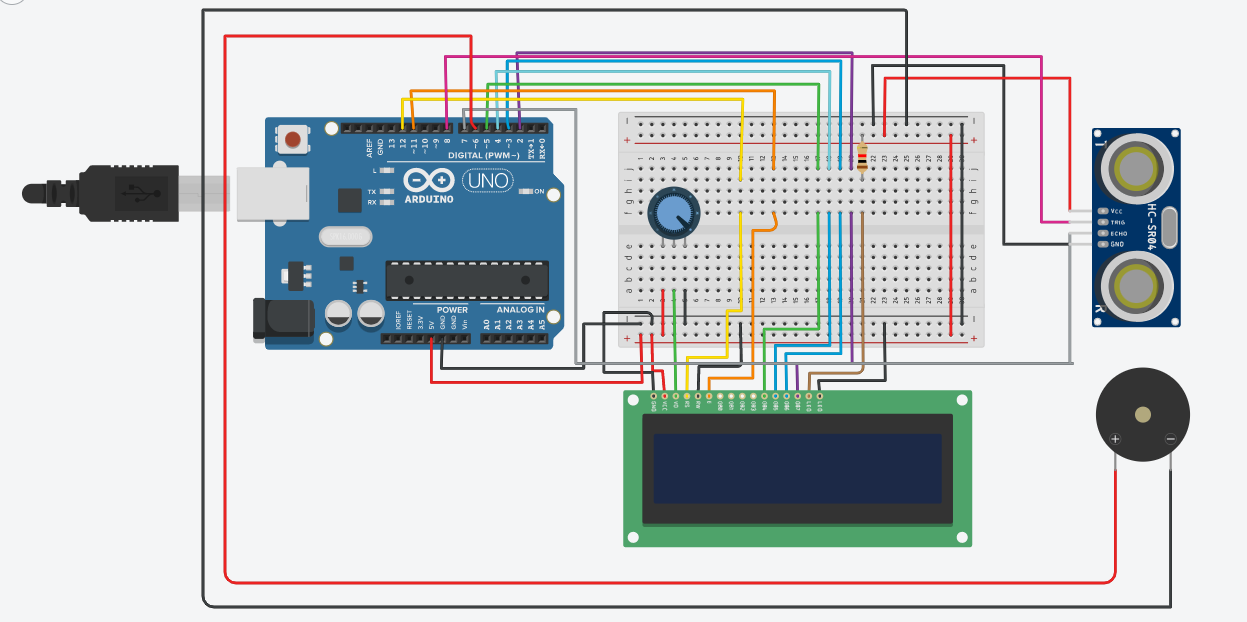 AREF
GND
13
12
~11
~10
~9
8
7
~6
~5
4
~3
2
TX→1
RX←0
DIGITAL (PWM~)
L
TX
RX
UNO
ON
ARDUINO
POWER
ANALOG IN
IOREF
RESET
3.3V
5V
GND
GND
Vin
A0
A1
A2
A3
A4
A5
j
i
h
g
f
e
d
c
b
a
VCC
TRIG
ECHO
GND
HC-SR04
T
R
GND
VCC
VO
RS
RW
E
DB0
DB1
DB2
DB3
DB4
DB5
DB6
DB7
LED
LED
+
−